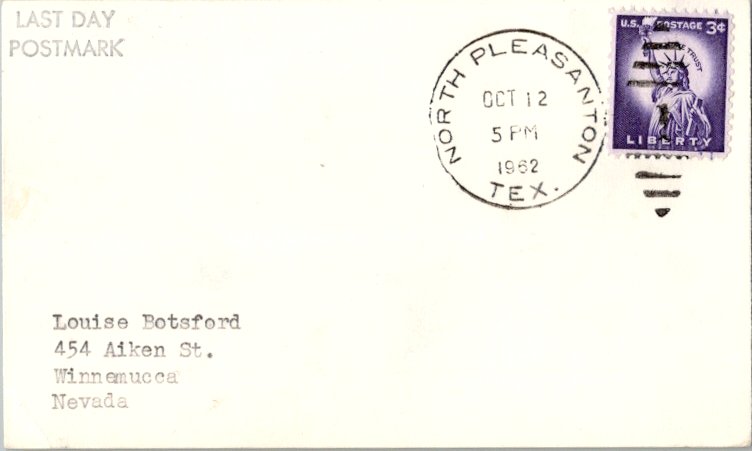 LAST DAY
POSTMARK
NORTH PLEASANTON
OCT 12
5 PM
1962
TEX.
U.S. POSTAGE 3¢
TRUST
LIBERTY
Louise Botsford
454 Aiken St.
Winnemucca
Nevada